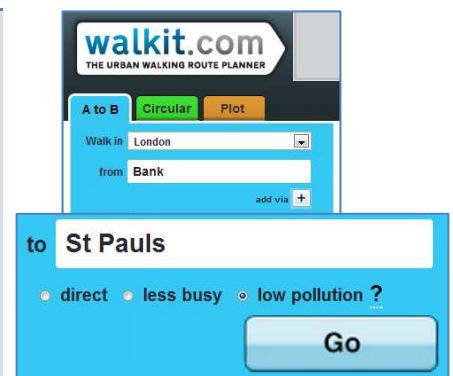 walkit.com
THE URBAN WALKING ROUTE PLANNER
A to B Circular Plot
Walk in London
from Bank
add via +
to St Pauls
direct less busy low pollution ?
Go